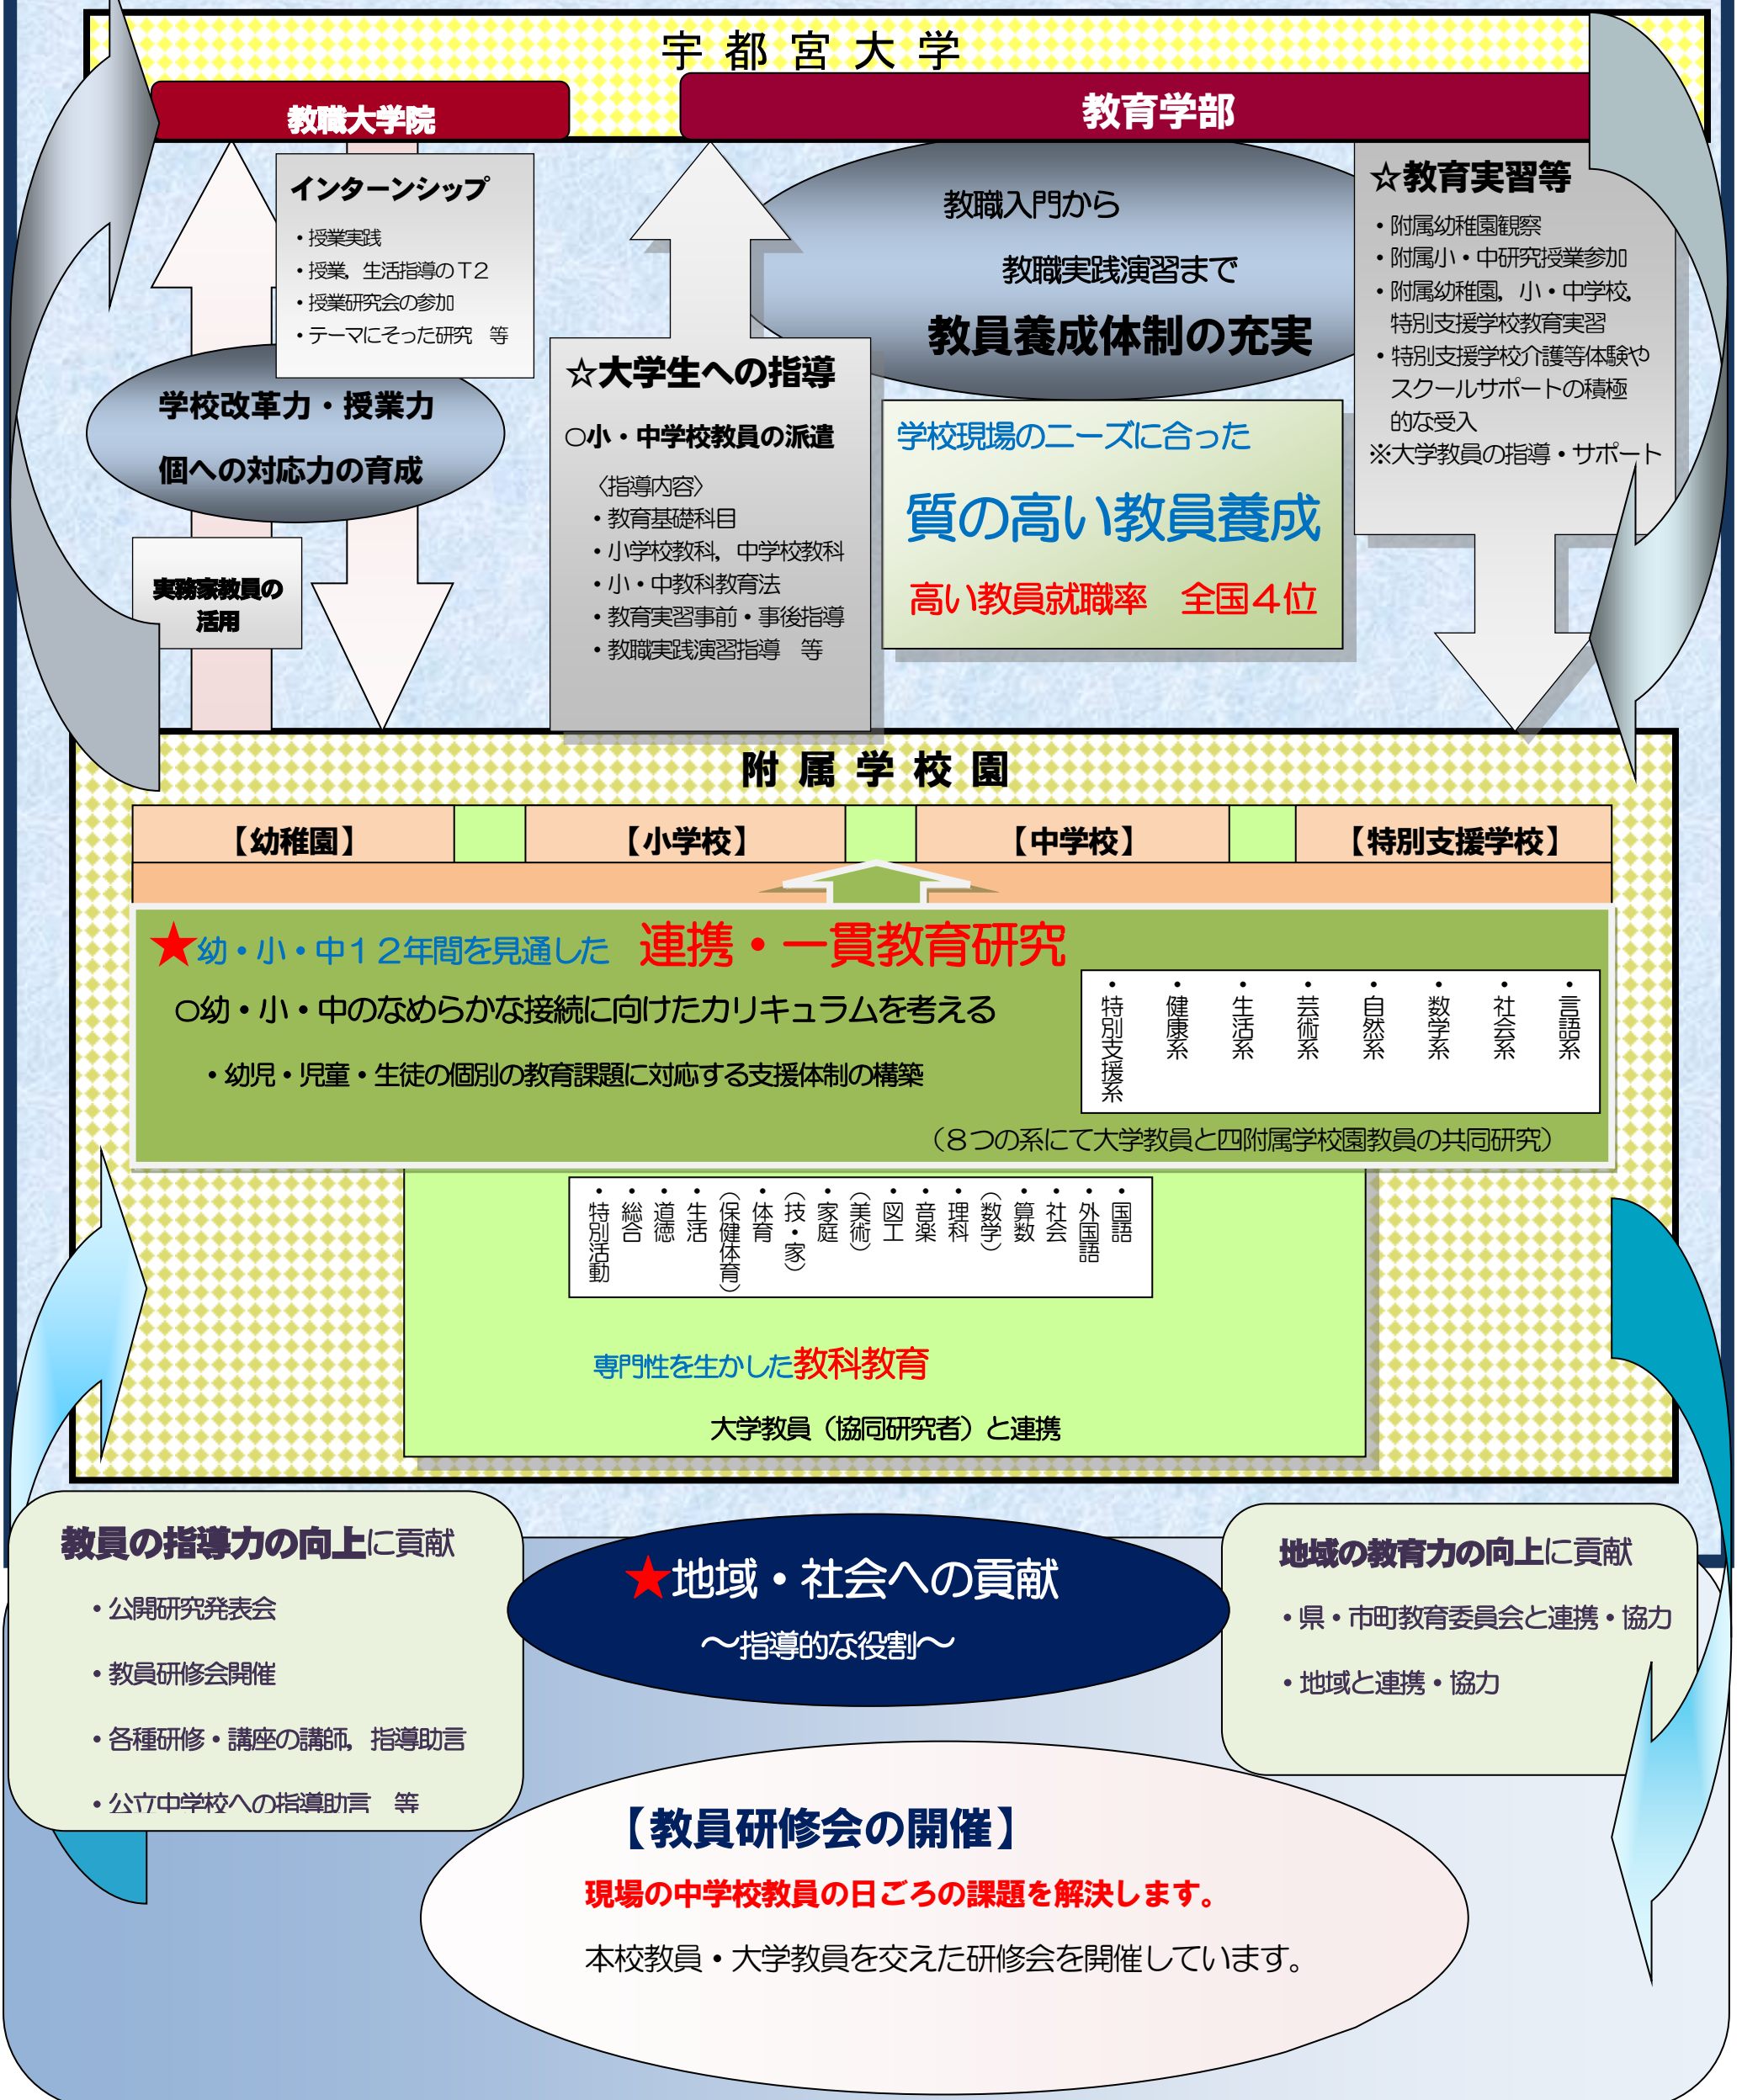 宇都宮大学
教職大学院
教育学部
インターンシップ
・授業実践
・授業，生活指導のＴ２
・授業研究会の参加
・テーマにそった研究　等
学校改革力・授業力
個への対応力の育成
実務家教員の
活用
☆大学生への指導
○小・中学校教員の派遣
〈指導内容〉
・教育基礎科目
・小学校教科，中学校教科
・小・中教科教育法
・教育実習事前・事後指導
・教職実践演習指導　等
教職入門から
教職実践演習まで
教員養成体制の充実
学校現場のニーズに合った
質の高い教員養成
高い教員就職率　全国４位
☆教育実習等
・附属幼稚園観察
・附属小・中研究授業参加
・附属幼稚園，小・中学校，
特別支援学校教育実習
・特別支援学校介護等体験や
スクールサポートの積極
的な受入
※大学教員の指導・サポート
附属学校園
【幼稚園】
【小学校】
【中学校】
【特別支援学校】
★幼・小・中１２年間を見通した　連携・一貫教育研究
○幼・小・中のなめらかな接続に向けたカリキュラムを考える
・幼児・児童・生徒の個別の教育課題に対応する支援体制の構築
・言語系
・社会系
・数学系
・自然系
・芸術系
・生活系
・健康系
・特別支援系
（８つの系にて大学教員と四附属学校園教員の共同研究）
・国語
・外国語
・社会
・算数
（数学）
・理科
・音楽
・図工
（美術）
・家庭
（技・家）
・体育
（保健体育）
・生活
・道徳
・総合
・特別活動
専門性を生かした教科教育
大学教員（協同研究者）と連携
教員の指導力の向上に貢献
・公開研究発表会
・教員研修会開催
・各種研修・講座の講師，指導助言
・公立中学校への指導助言　等
★地域・社会への貢献
～指導的な役割～
地域の教育力の向上に貢献
・県・市町教育委員会と連携・協力
・地域と連携・協力
【教員研修会の開催】
現場の中学校教員の日ごろの課題を解決します。
本校教員・大学教員を交えた研修会を開催しています。